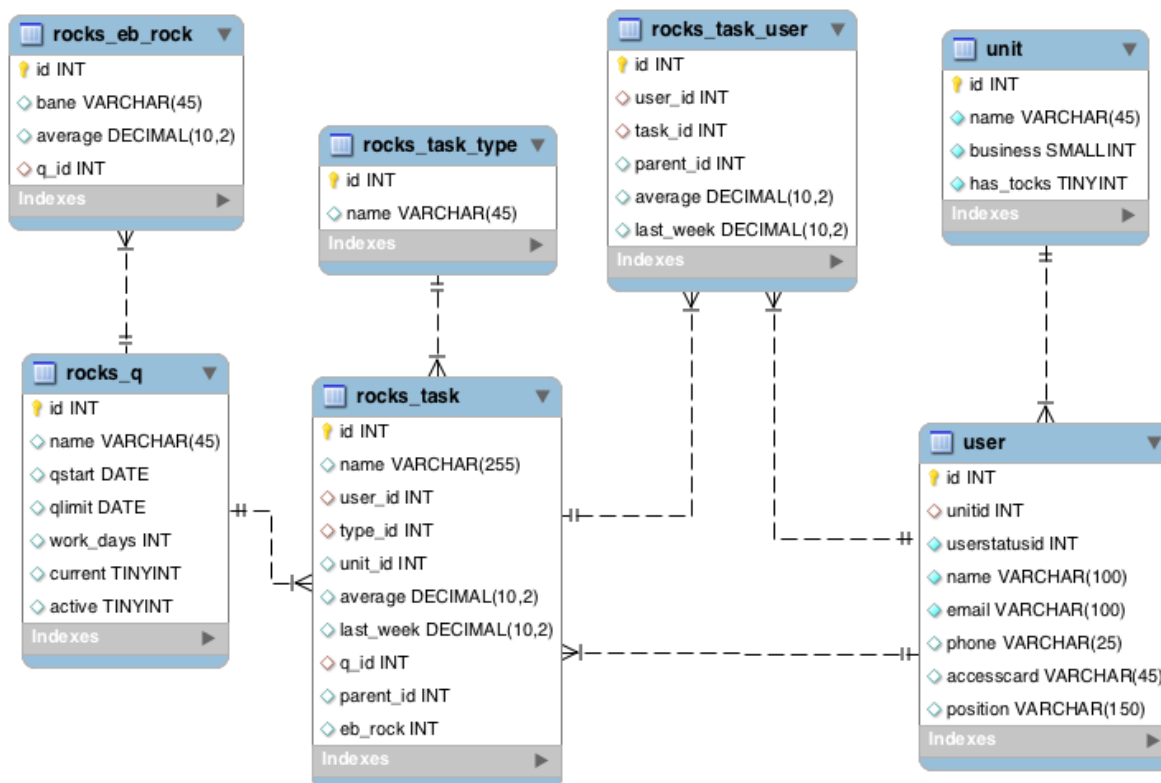 rocks_eb_rock
id INT
bane VARCHAR(45)
average DECIMAL(10,2)
q_id INT
Indexes
rocks_task_type
id INT
name VARCHAR(45)
Indexes
rocks_task_user
id INT
user_id INT
task_id INT
parent_id INT
average DECIMAL(10,2)
last_week DECIMAL(10,2)
Indexes
unit
id INT
name VARCHAR(45)
business SMALLINT
has_tocks TINYINT
Indexes
rocks_q
id INT
name VARCHAR(45)
qstart DATE
qlimit DATE
work_days INT
current TINYINT
active TINYINT
Indexes
rocks_task
id INT
name VARCHAR(255)
user_id INT
type_id INT
unit_id INT
average DECIMAL(10,2)
last_week DECIMAL(10,2)
q_id INT
parent_id INT
eb_rock INT
Indexes
user
id INT
unitid INT
userstatusid INT
name VARCHAR(100)
email VARCHAR(100)
phone VARCHAR(25)
accesscard VARCHAR(45)
position VARCHAR(150)
Indexes